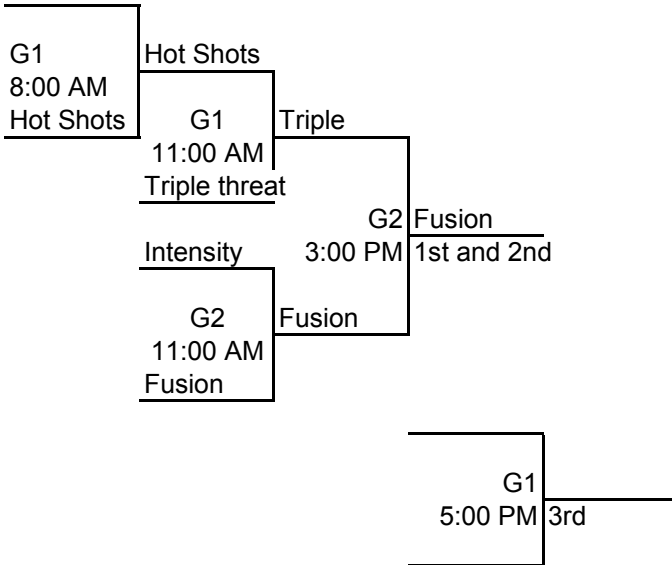 G1
8:00 AM
Hot Shots
Hot Shots
G1
11:00 AM
Triple threat
Triple
Intensity
G2
11:00 AM
Fusion
Fusion
G2
3:00 PM
Fusion
1st and 2nd
G1
5:00 PM
3rd